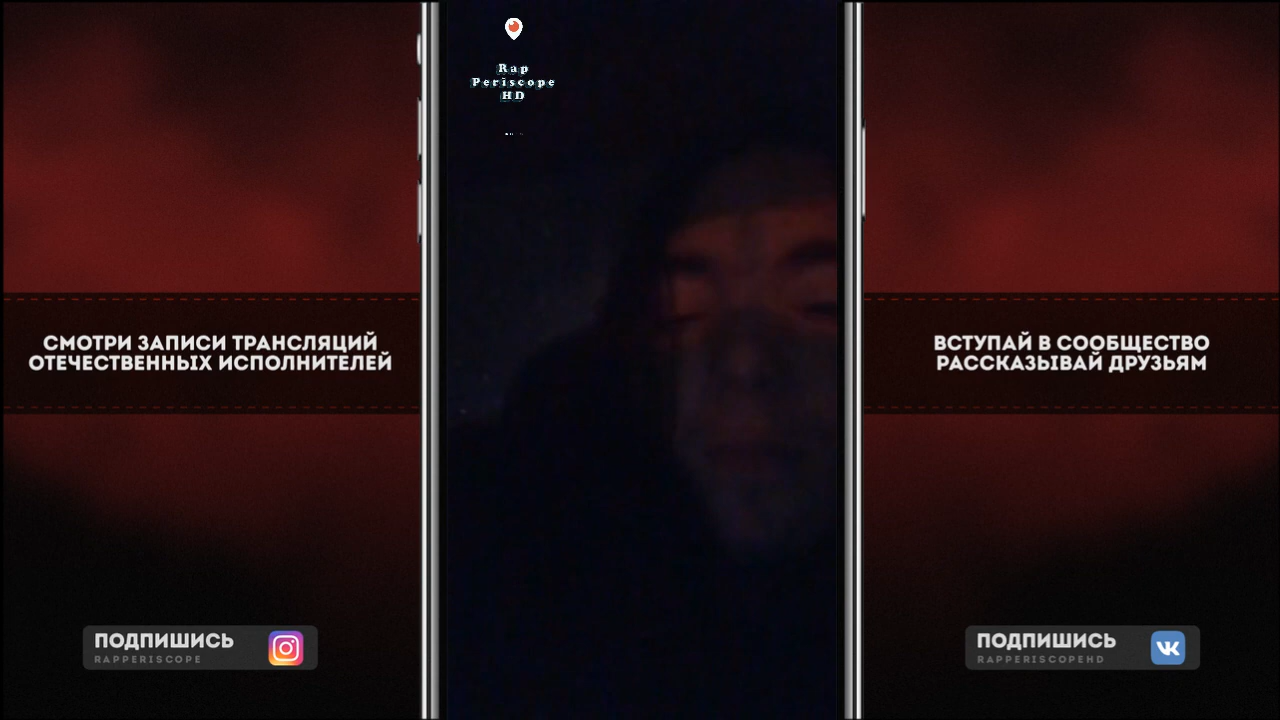 Rap
Periscope
HD
СМОТРИ ЗАПИСИ ТРАНСЛЯЦИЙ
ОТЕЧЕСТВЕННЫХ ИСПОЛНИТЕЛЕЙ
ВСТУПАЙ В СООБЩЕСТВО
РАССКАЗЫВАЙ ДРУЗЬЯМ
ПОДПИШИСЬ
RAPPERISCOPE
ПОДПИШИСЬ
RAPPERISCOPEHD